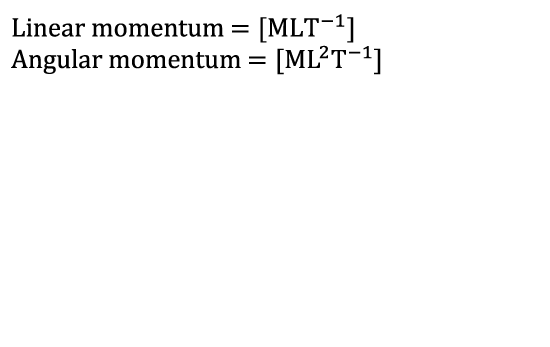 Linear momentum = [MLT⁻¹]
Angular momentum = [ML²T⁻¹]